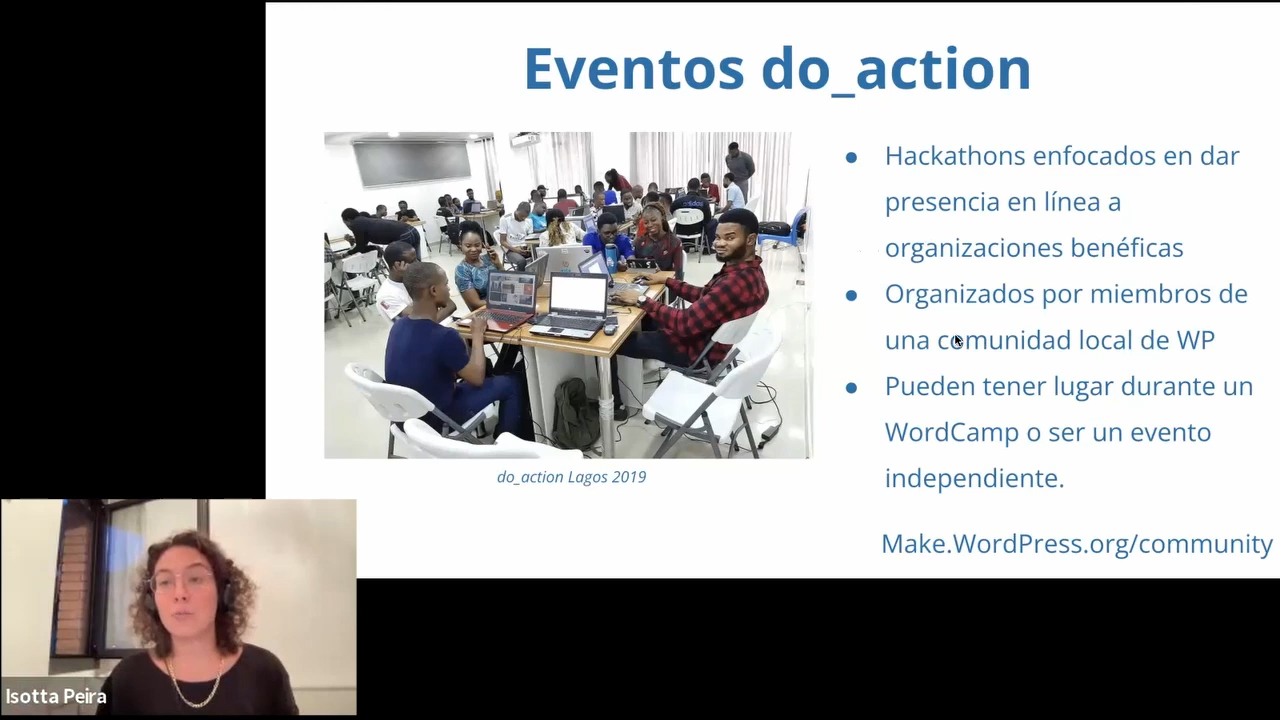 Eventos do_action
Hackathons enfocados en dar
presencia en línea a
organizaciones benéficas
Organizados por miembros de
una comunidad local de WP
Pueden tener lugar durante un
WordCamp o ser un evento
independiente.
do_action Lagos 2019
Make.WordPress.org/community
Isotta Peira